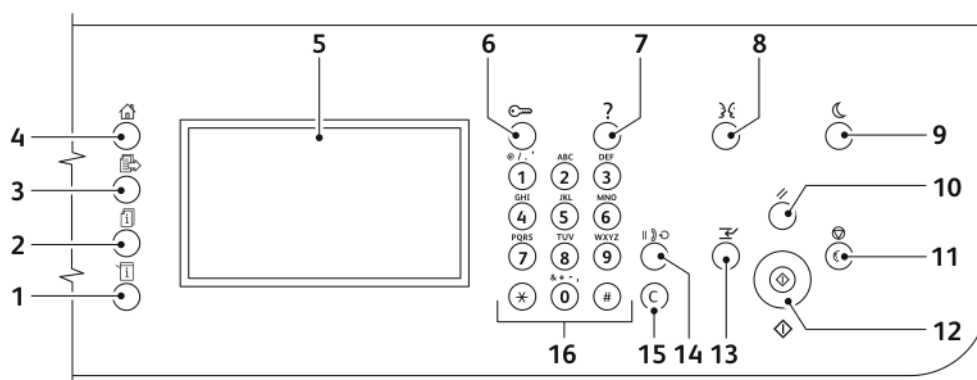 5 6 7 8
?
4 9
@ / . ' ABC DEF
3 1 2 3 10
GHI JKL MNO
4 5 6
i PQRS TUV WXYZ
2 7 8 9 11
i & + - ,
1 * 0 # C 12
16 15 14 13